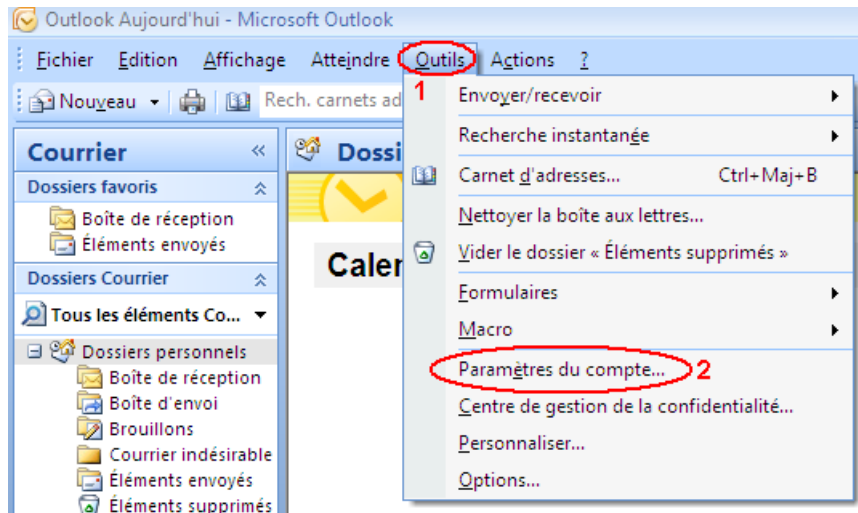 Outlook Aujourd'hui - Microsoft Outlook
Fichier Edition Affichage Atteindre Outils Actions ?
Nouveau Rech. carnets ad
1
Envoyer/recevoir
Recherche instantanée
Carnet d'adresses... Ctrl+Maj+B
Nettoyer la boîte aux lettres...
Vider le dossier « Éléments supprimés »
Formulaires
Macro
Paramètres du compte... 2
Centre de gestion de la confidentialité...
Personnaliser...
Options...
Courrier «
Dossiers favoris
Boîte de réception
Éléments envoyés
Dossiers Courrier
Tous les éléments Co...
Dossiers personnels
Boîte de réception
Boîte d'envoi
Brouillons
Courrier indésirable
Éléments envoyés
Éléments supprimés
Dossi
Caler